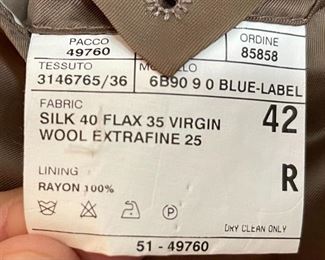 PACCO ORDINE
49760 85858
TESSUTO
3146765/36 6B90 9 0 BLUE-LABEL
FABRIC
SILK 40 FLAX 35 VIRGIN
WOOL EXTRAFINE 25
42
R
LINING
RAYON 100%
P
DRY CLEAN ONLY
51 - 49760